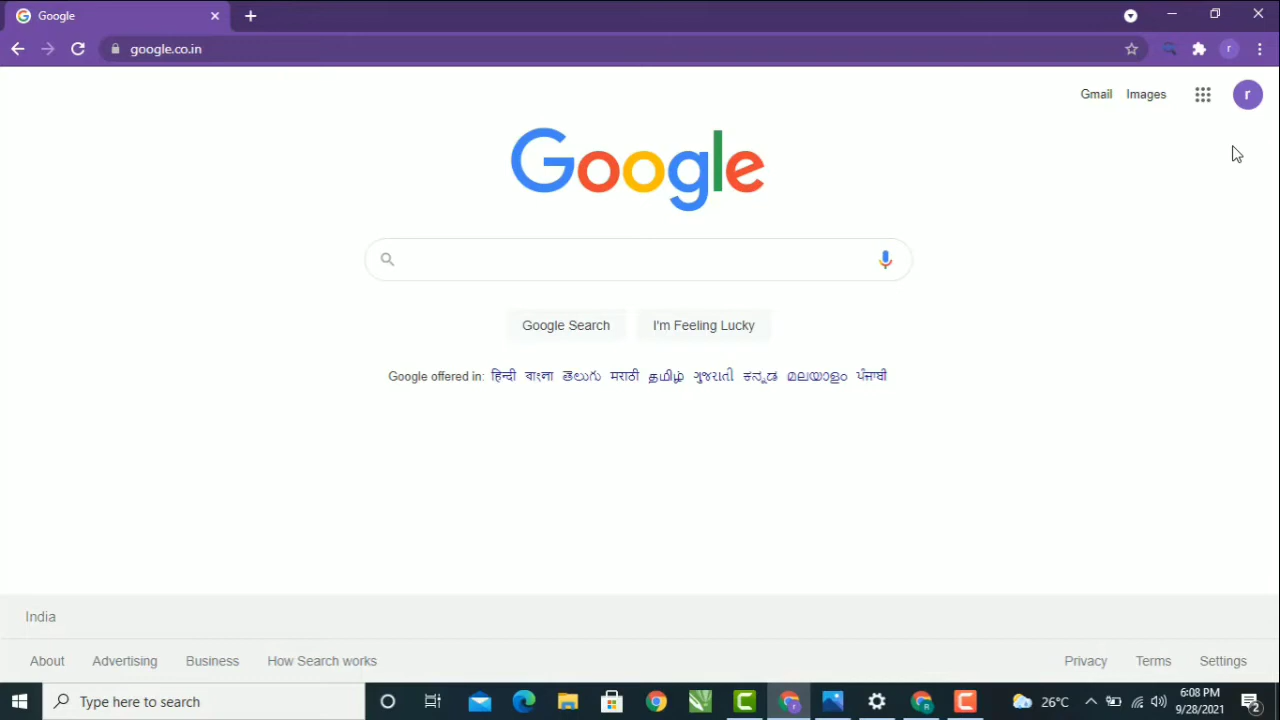 Google
google.co.in
r
Gmail Images
r
Google
Google Search I'm Feeling Lucky
Google offered in: हिन्दी বাংলা తెలుగు मराठी தமிழ் ગુજરાતી ಕನ್ನಡ മലയാളം ਪੰਜਾਬੀ
India
About Advertising Business How Search works Privacy Terms Settings
Type here to search
C r R C
26°C
6:08 PM
9/28/2021
2